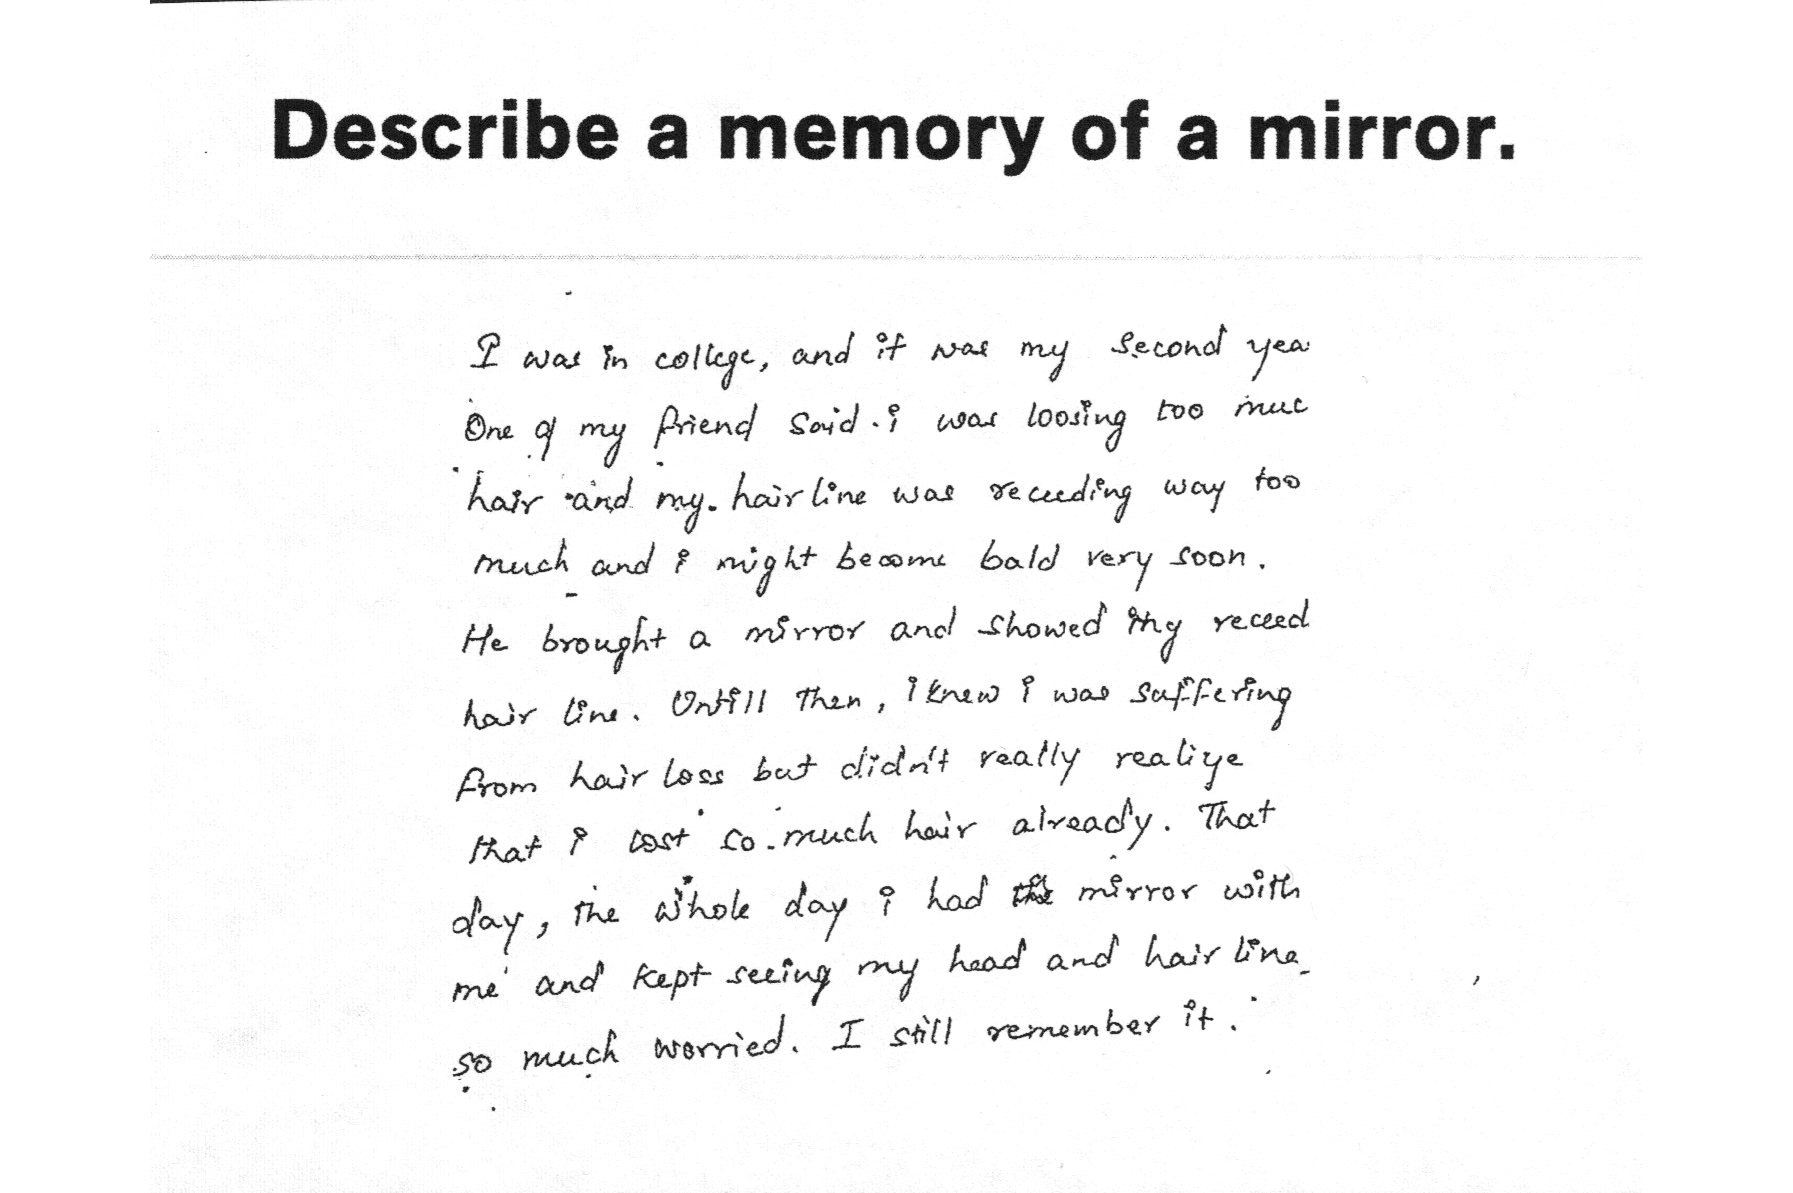 Describe a memory of a mirror.
I was in college, and it was my second yea
One of my friend said i was loosing too muc
hair and my hair line was receeding way too
much and i might become bald very soon.
He brought a mirror and showed my receed
hair line. Untill then, i knew i was suffering
from hair loss but didn't really realize
that i lost so much hair already. That
day, the whole day i had the mirror with
me and kept seeing my head and hair line
so much worried. I still remember it.